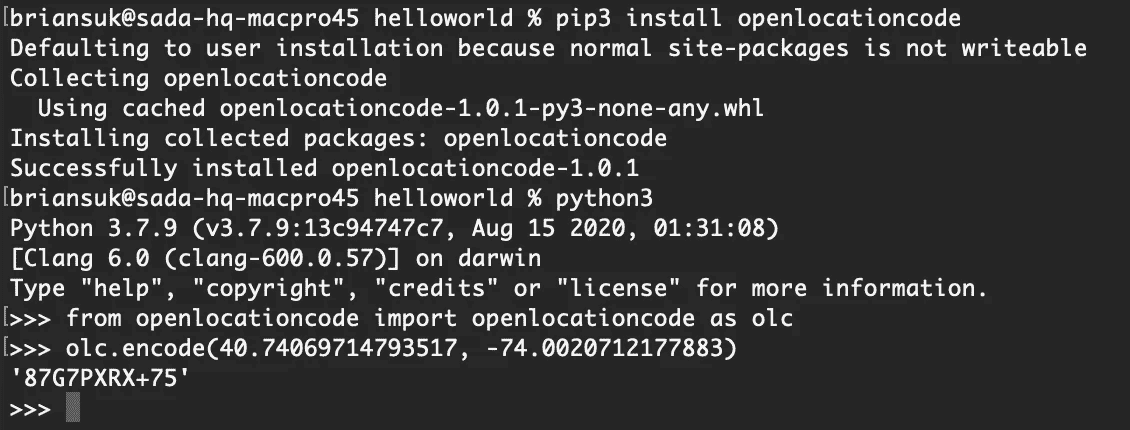 [briansuk@sada-hq-macpro45 helloworld % pip3 install openlocationcode
Defaulting to user installation because normal site-packages is not writeable
Collecting openlocationcode
  Using cached openlocationcode-1.0.1-py3-none-any.whl
Installing collected packages: openlocationcode
Successfully installed openlocationcode-1.0.1
[briansuk@sada-hq-macpro45 helloworld % python3
Python 3.7.9 (v3.7.9:13c94747c7, Aug 15 2020, 01:31:08)
[Clang 6.0 (clang-600.0.57)] on darwin
Type "help", "copyright", "credits" or "license" for more information.
[>>> from openlocationcode import openlocationcode as olc
[>>> olc.encode(40.74069714793517, -74.0020712177883)
'87G7PXRX+75'
>>>